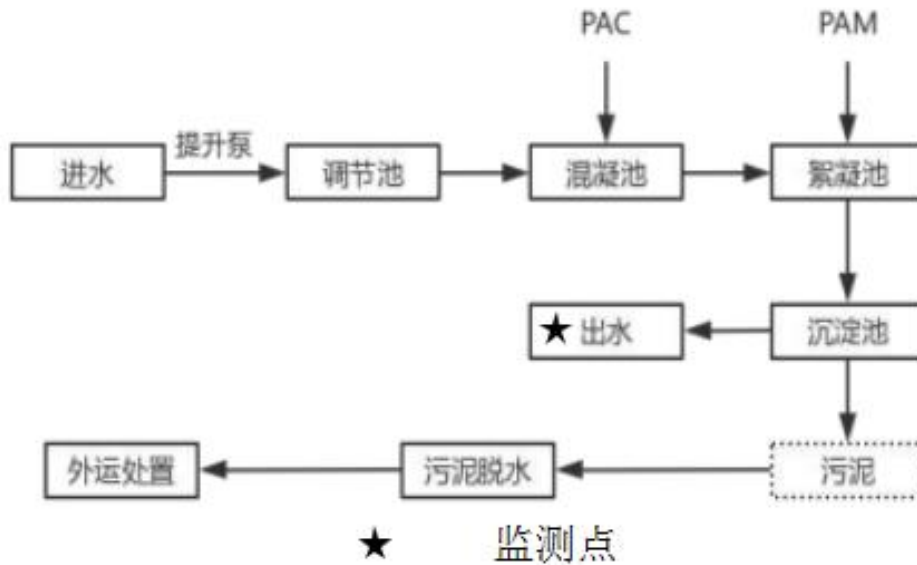 PAC PAM
提升泵
进水 调节池 混凝池 絮凝池
★出水 沉淀池
外运处置 污泥脱水 污泥
★ 监测点